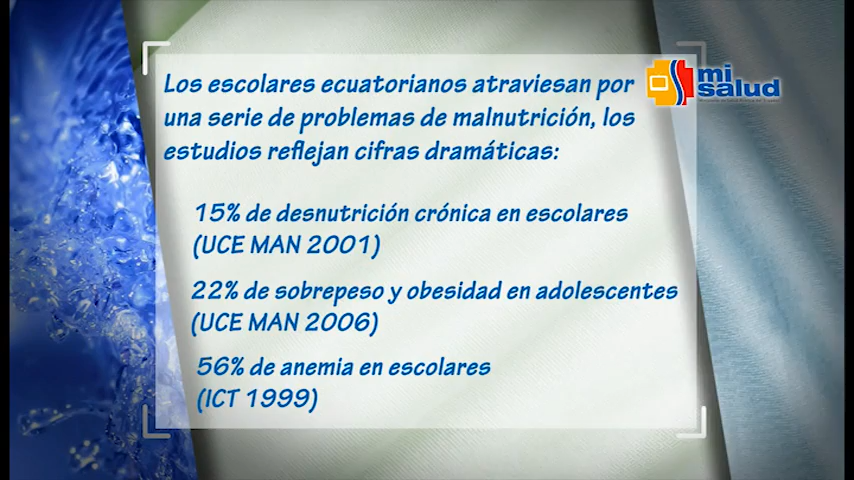 Los escolares ecuatorianos atraviesan por
una serie de problemas de malnutrición, los
estudios reflejan cifras dramáticas:
mi
salud
15% de desnutrición crónica en escolares
(UCE MAN 2001)
22% de sobrepeso y obesidad en adolescentes
(UCE MAN 2006)
56% de anemia en escolares
(ICT 1999)